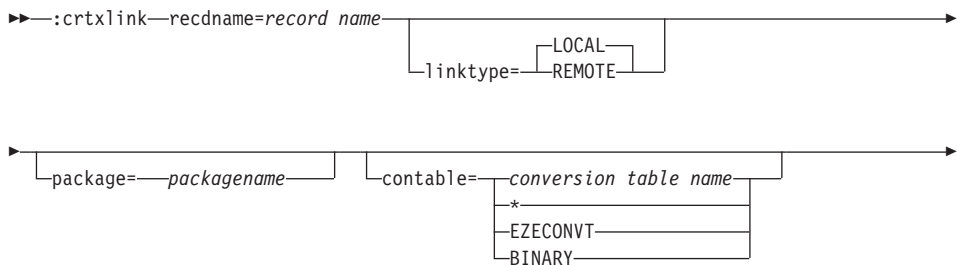 :crtxlink recdname=record name
LOCAL
linktype= REMOTE
package= packagename contable= conversion table name
*
EZECONVT
BINARY